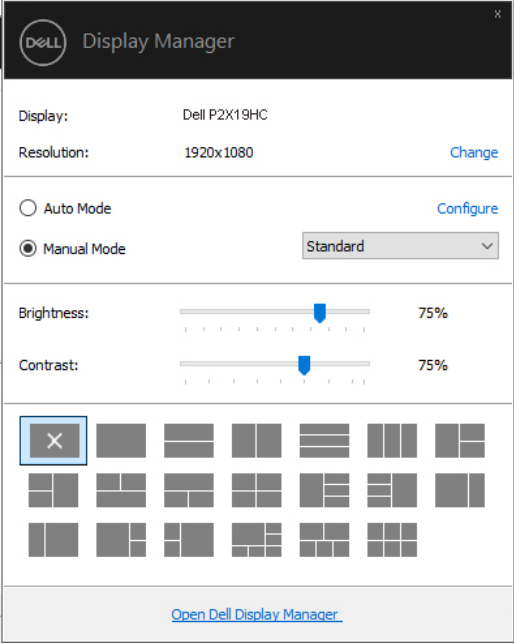 x
DELL Display Manager
Display: Dell P2X19HC
Resolution: 1920x1080 Change
Auto Mode Configure
Manual Mode Standard
Brightness: 75%
Contrast: 75%
Open Dell Display Manager